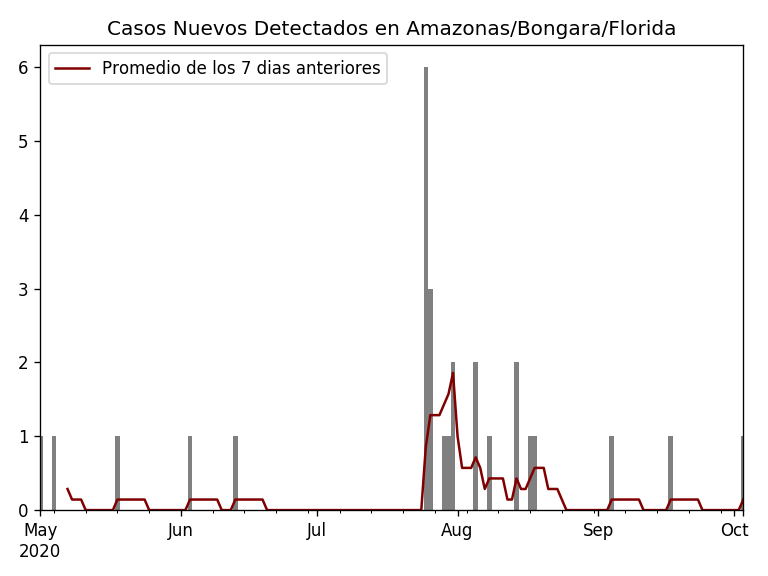 Casos Nuevos Detectados en Amazonas/Bongara/Florida
Promedio de los 7 dias anteriores
6
5
4
3
2
1
0
May Jun Jul Aug Sep Oct
2020